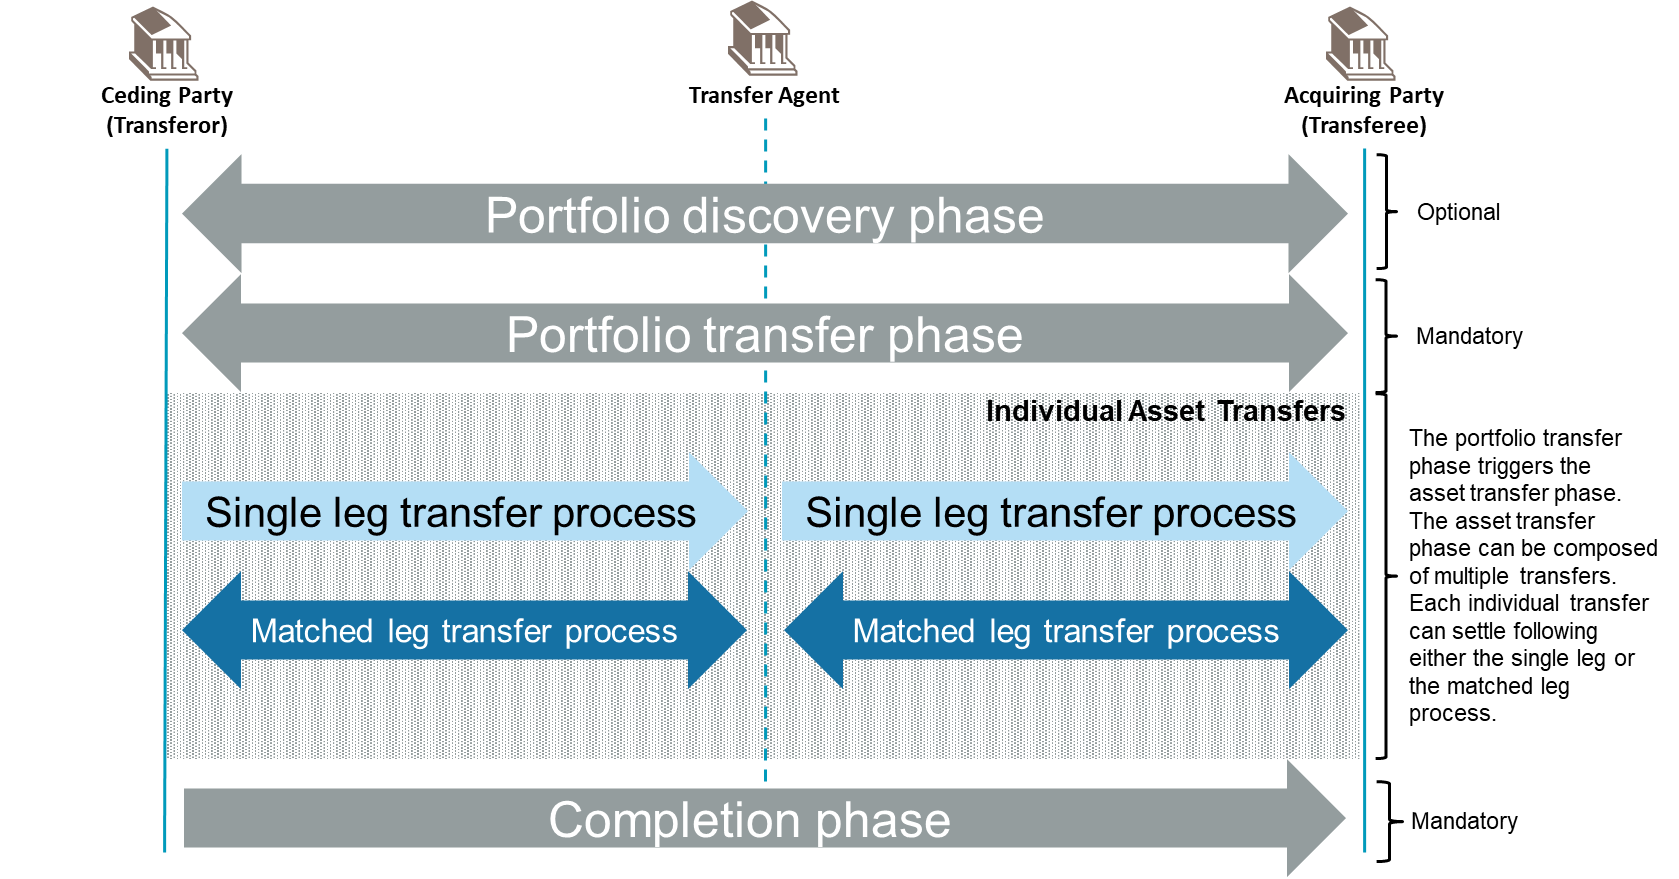 Ceding Party
(Transferor)
Transfer Agent
Acquiring Party
(Transferee)
Portfolio discovery phase
Optional
Portfolio transfer phase
Mandatory
Individual Asset Transfers
Single leg transfer process
Single leg transfer process
Matched leg transfer process
Matched leg transfer process
The portfolio transfer
phase triggers the
asset transfer phase.
The asset transfer
phase can be composed
of multiple transfers.
Each individual transfer
can settle following
either the single leg or
the matched leg
process.
Completion phase
Mandatory